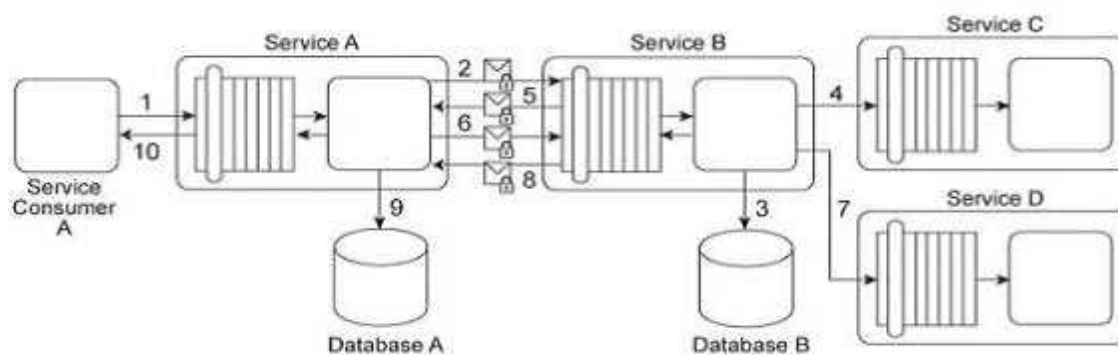 Service A
Service B
Service C
1
2
5
4
6
10
8
Service
Consumer
A
9
3
7
Service D
Database A
Database B